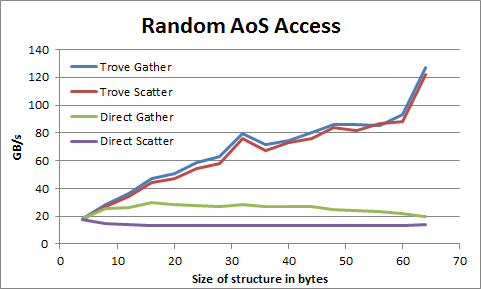 Random AoS Access
140
120
100
80
60
40
20
0
GB/s
Trove Gather
Trove Scatter
Direct Gather
Direct Scatter
0 10 20 30 40 50 60 70
Size of structure in bytes